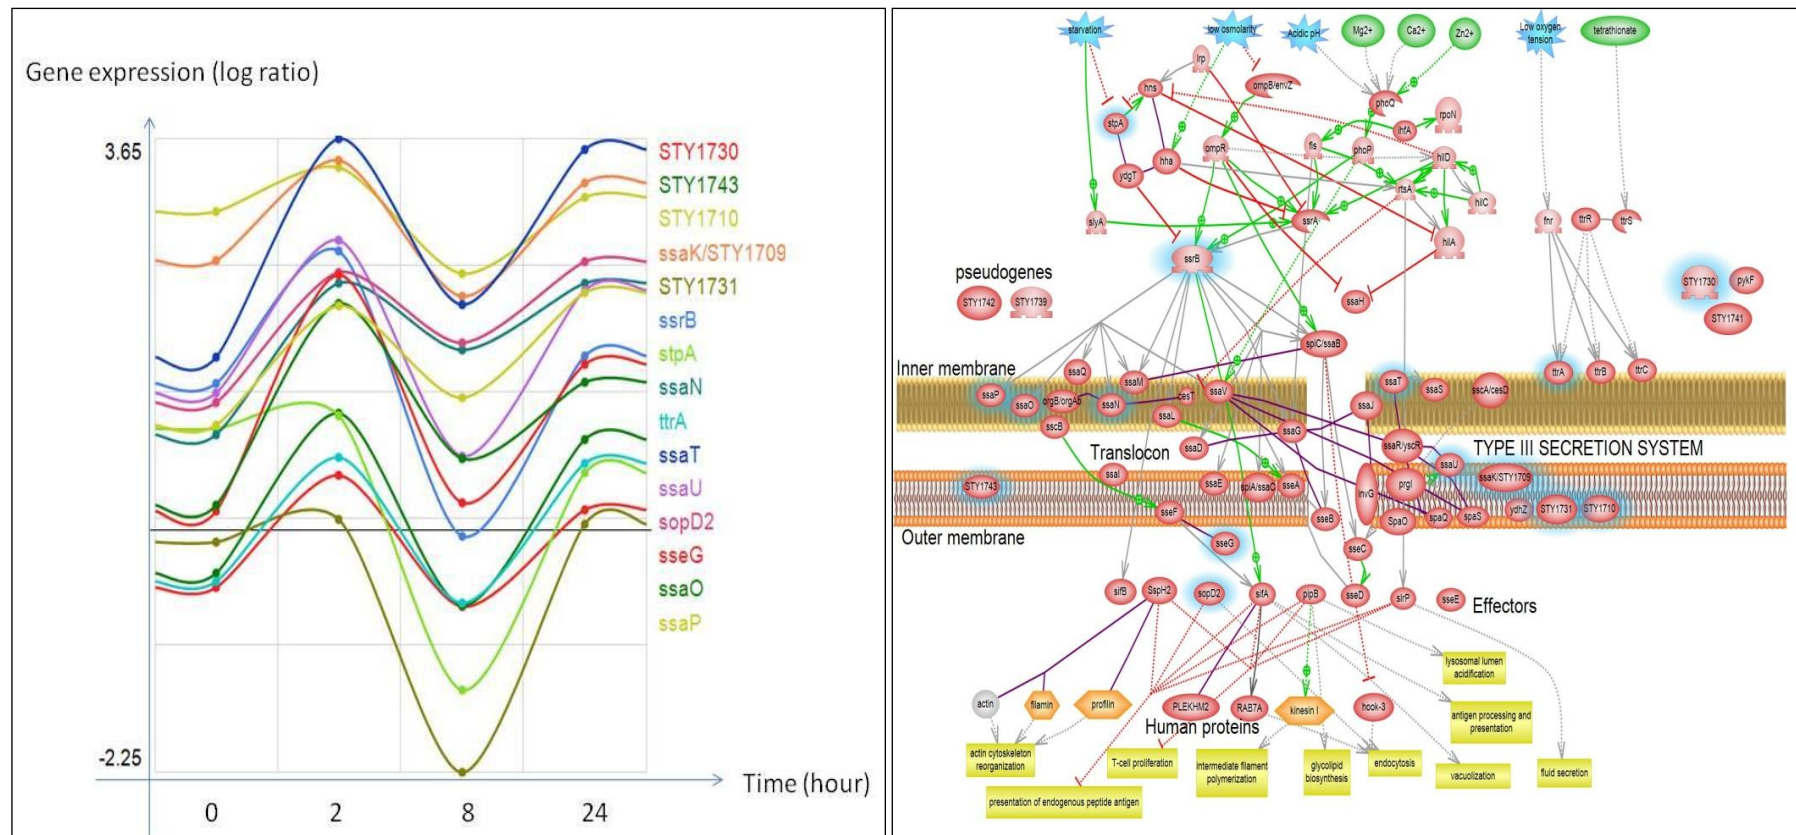 Gene expression (log ratio)
3.65
-2.25
0
2
8
24
Time (hour)
STY1730
STY1743
STY1710
ssaK/STY1709
STY1731
ssrB
stpA
ssaN
ttrA
ssaT
ssaU
sopD2
sseG
ssaO
ssaP
starvation
low osmolarity
Acidic pH
Mg2+
Ca2+
Zn2+
Low oxygen
tension
tetrathionate
lrp
hns
ompB/envZ
phoQ
rpoN
stpA
ihfA
ompR
fis
phoP
hilD
hha
ydgT
rtsA
hilC
slyA
ssrA
hilA
fnr
ttrR
ttrS
ssrB
pseudogenes
STY1742
STY1739
ssaH
STY1730
pykF
STY1741
spiC/ssaB
Inner membrane
ssaQ
ssaM
ssaP
ssaO
orgB/orgAb
ssaN
cesT
ssaV
ssaL
sscB
ssaT
ssaS
sscA/cesD
ssaJ
ttrA
ttrB
ttrC
ssaG
ssaD
ssaR/yscR
Translocon
TYPE III SECRETION SYSTEM
ssaI
ssaU
ssaK/STY1709
STY1743
ssaE
spiA/ssaC
sseA
invG
prgI
sseF
sseB
SpaO
spaQ
spaS
ydhZ
STY1731
STY1710
Outer membrane
sseG
sseC
sifB
SspH2
sopD2
sifA
pipB
sseD
slrP
sseE
Effectors
lysosomal lumen
acidification
actin
filamin
profilin
PLEKHM2
RAB7A
kinesin I
hook-3
Human proteins
antigen processing and
presentation
actin cytoskeleton
reorganization
T-cell proliferation
intermediate filament
polymerization
glycolipid
biosynthesis
endocytosis
vacuolization
fluid secretion
presentation of endogenous peptide antigen